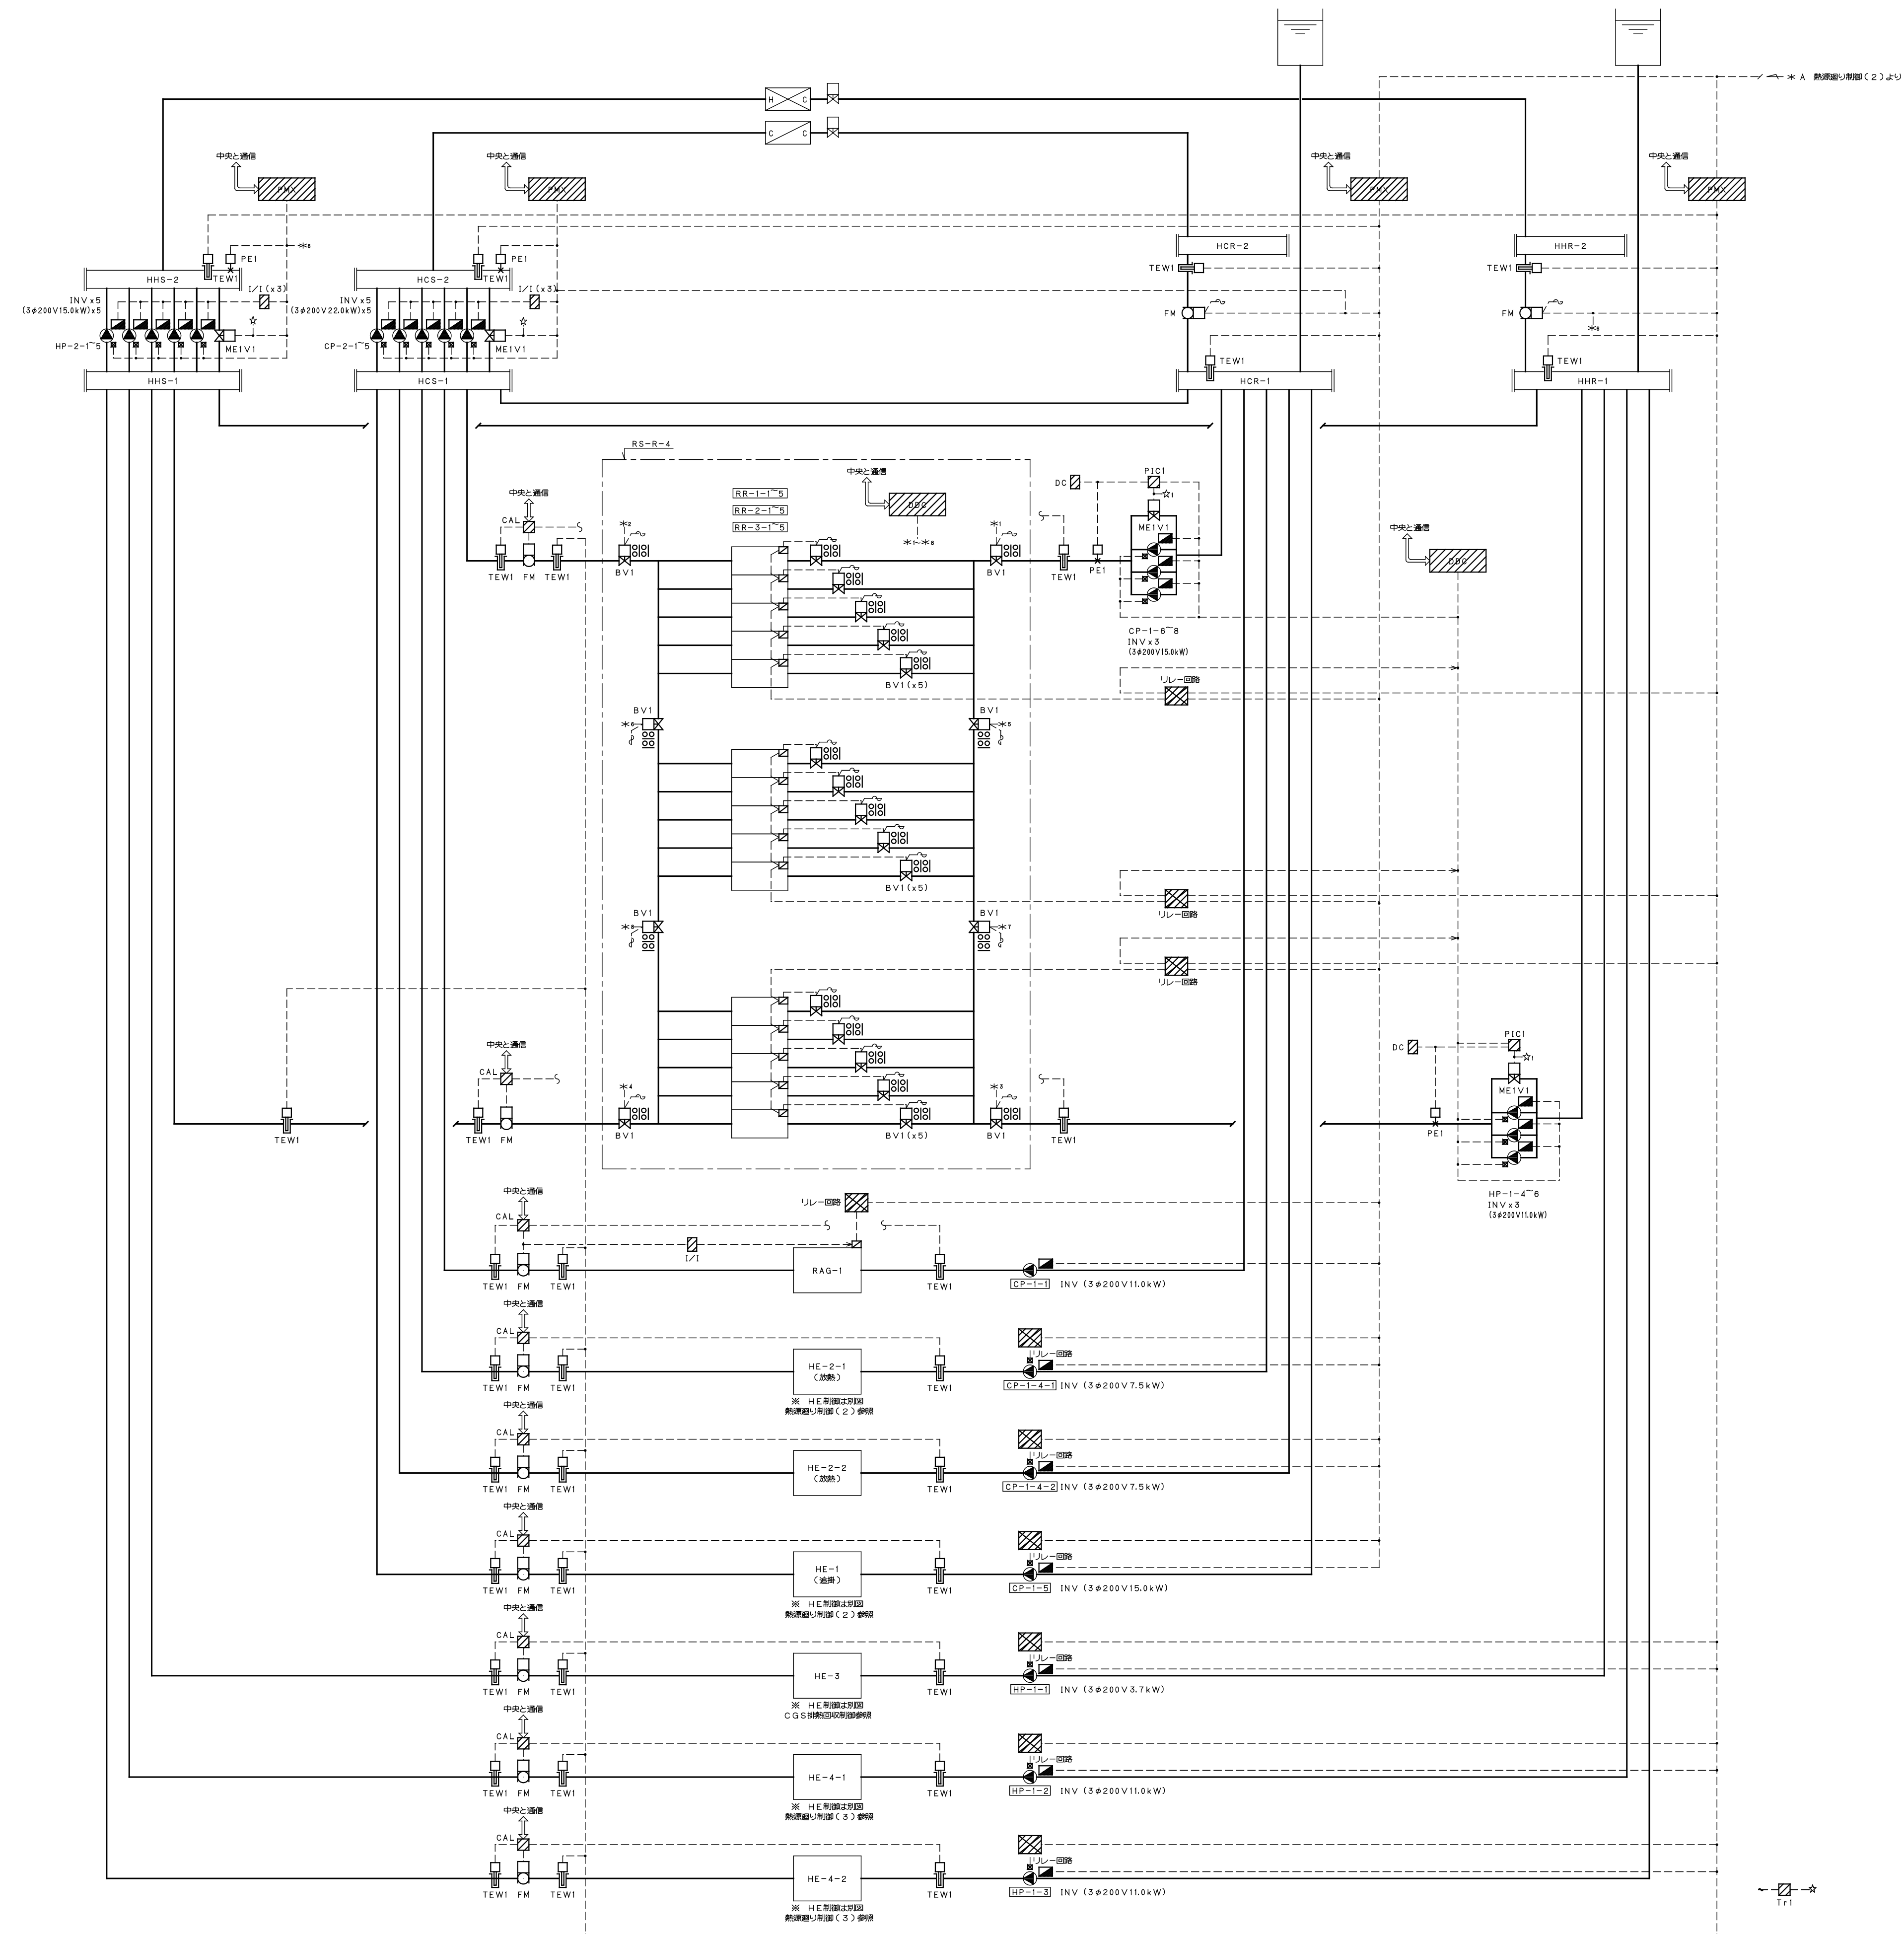 ＊ A 熱源廻り制御(2)より
H C
C C
中央と通信
中央と通信
中央と通信
中央と通信
PMX
PMX
PMX
PMX
HCR-2
HHR-2
PE1
PE1
HHS-2
TEW1
HCS-2
TEW1
TEW1
TEW1
I/I(x3)
I/I(x3)
INVx5
(3φ200V15.0kW)x5
INVx5
(3φ200V22.0kW)x5
FM
FM
HP-2-1~5
ME1V1
CP-2-1~5
ME1V1
TEW1
TEW1
HHS-1
HCS-1
HCR-1
HHR-1
RS-R-4
中央と通信
DDC
＊1~＊8
RR-1-1~5
RR-2-1~5
RR-3-1~5
中央と通信
CAL
＊2
＊1
TEW1 FM TEW1
BV1
BV1
TEW1
PE1
DC
PIC1
☆1
ME1V1
CP-1-6~8
INVx3
(3φ200V15.0kW)
中央と通信
DDC
BV1(x5)
リレー回路
BV1
BV1
＊6
＊5
BV1(x5)
リレー回路
BV1
BV1
＊8
＊7
リレー回路
中央と通信
CAL
＊4
＊3
TEW1
TEW1 FM
BV1
BV1(x5)
BV1
TEW1
DC
PIC1
☆1
ME1V1
PE1
HP-1-4~6
INVx3
(3φ200V11.0kW)
中央と通信
CAL
リレー回路
I/I
TEW1 FM TEW1
RAG-1
TEW1
CP-1-1 INV (3φ200V11.0kW)
中央と通信
CAL
リレー回路
TEW1 FM TEW1
HE-2-1
(放熱)
TEW1
CP-1-4-1 INV (3φ200V7.5kW)
※ HE制御は別図
熱源廻り制御(2)参照
中央と通信
CAL
リレー回路
TEW1 FM TEW1
HE-2-2
(放熱)
TEW1
CP-1-4-2 INV (3φ200V7.5kW)
中央と通信
CAL
リレー回路
TEW1 FM TEW1
HE-1
(追掛)
TEW1
CP-1-5 INV (3φ200V15.0kW)
※ HE制御は別図
熱源廻り制御(2)参照
中央と通信
CAL
リレー回路
TEW1 FM TEW1
HE-3
TEW1
HP-1-1 INV (3φ200V3.7kW)
※ HE制御は別図
CGS排熱回収制御参照
中央と通信
CAL
リレー回路
TEW1 FM TEW1
HE-4-1
TEW1
HP-1-2 INV (3φ200V11.0kW)
※ HE制御は別図
熱源廻り制御(3)参照
中央と通信
CAL
リレー回路
TEW1 FM TEW1
HE-4-2
TEW1
HP-1-3 INV (3φ200V11.0kW)
※ HE制御は別図
熱源廻り制御(3)参照
Tr1